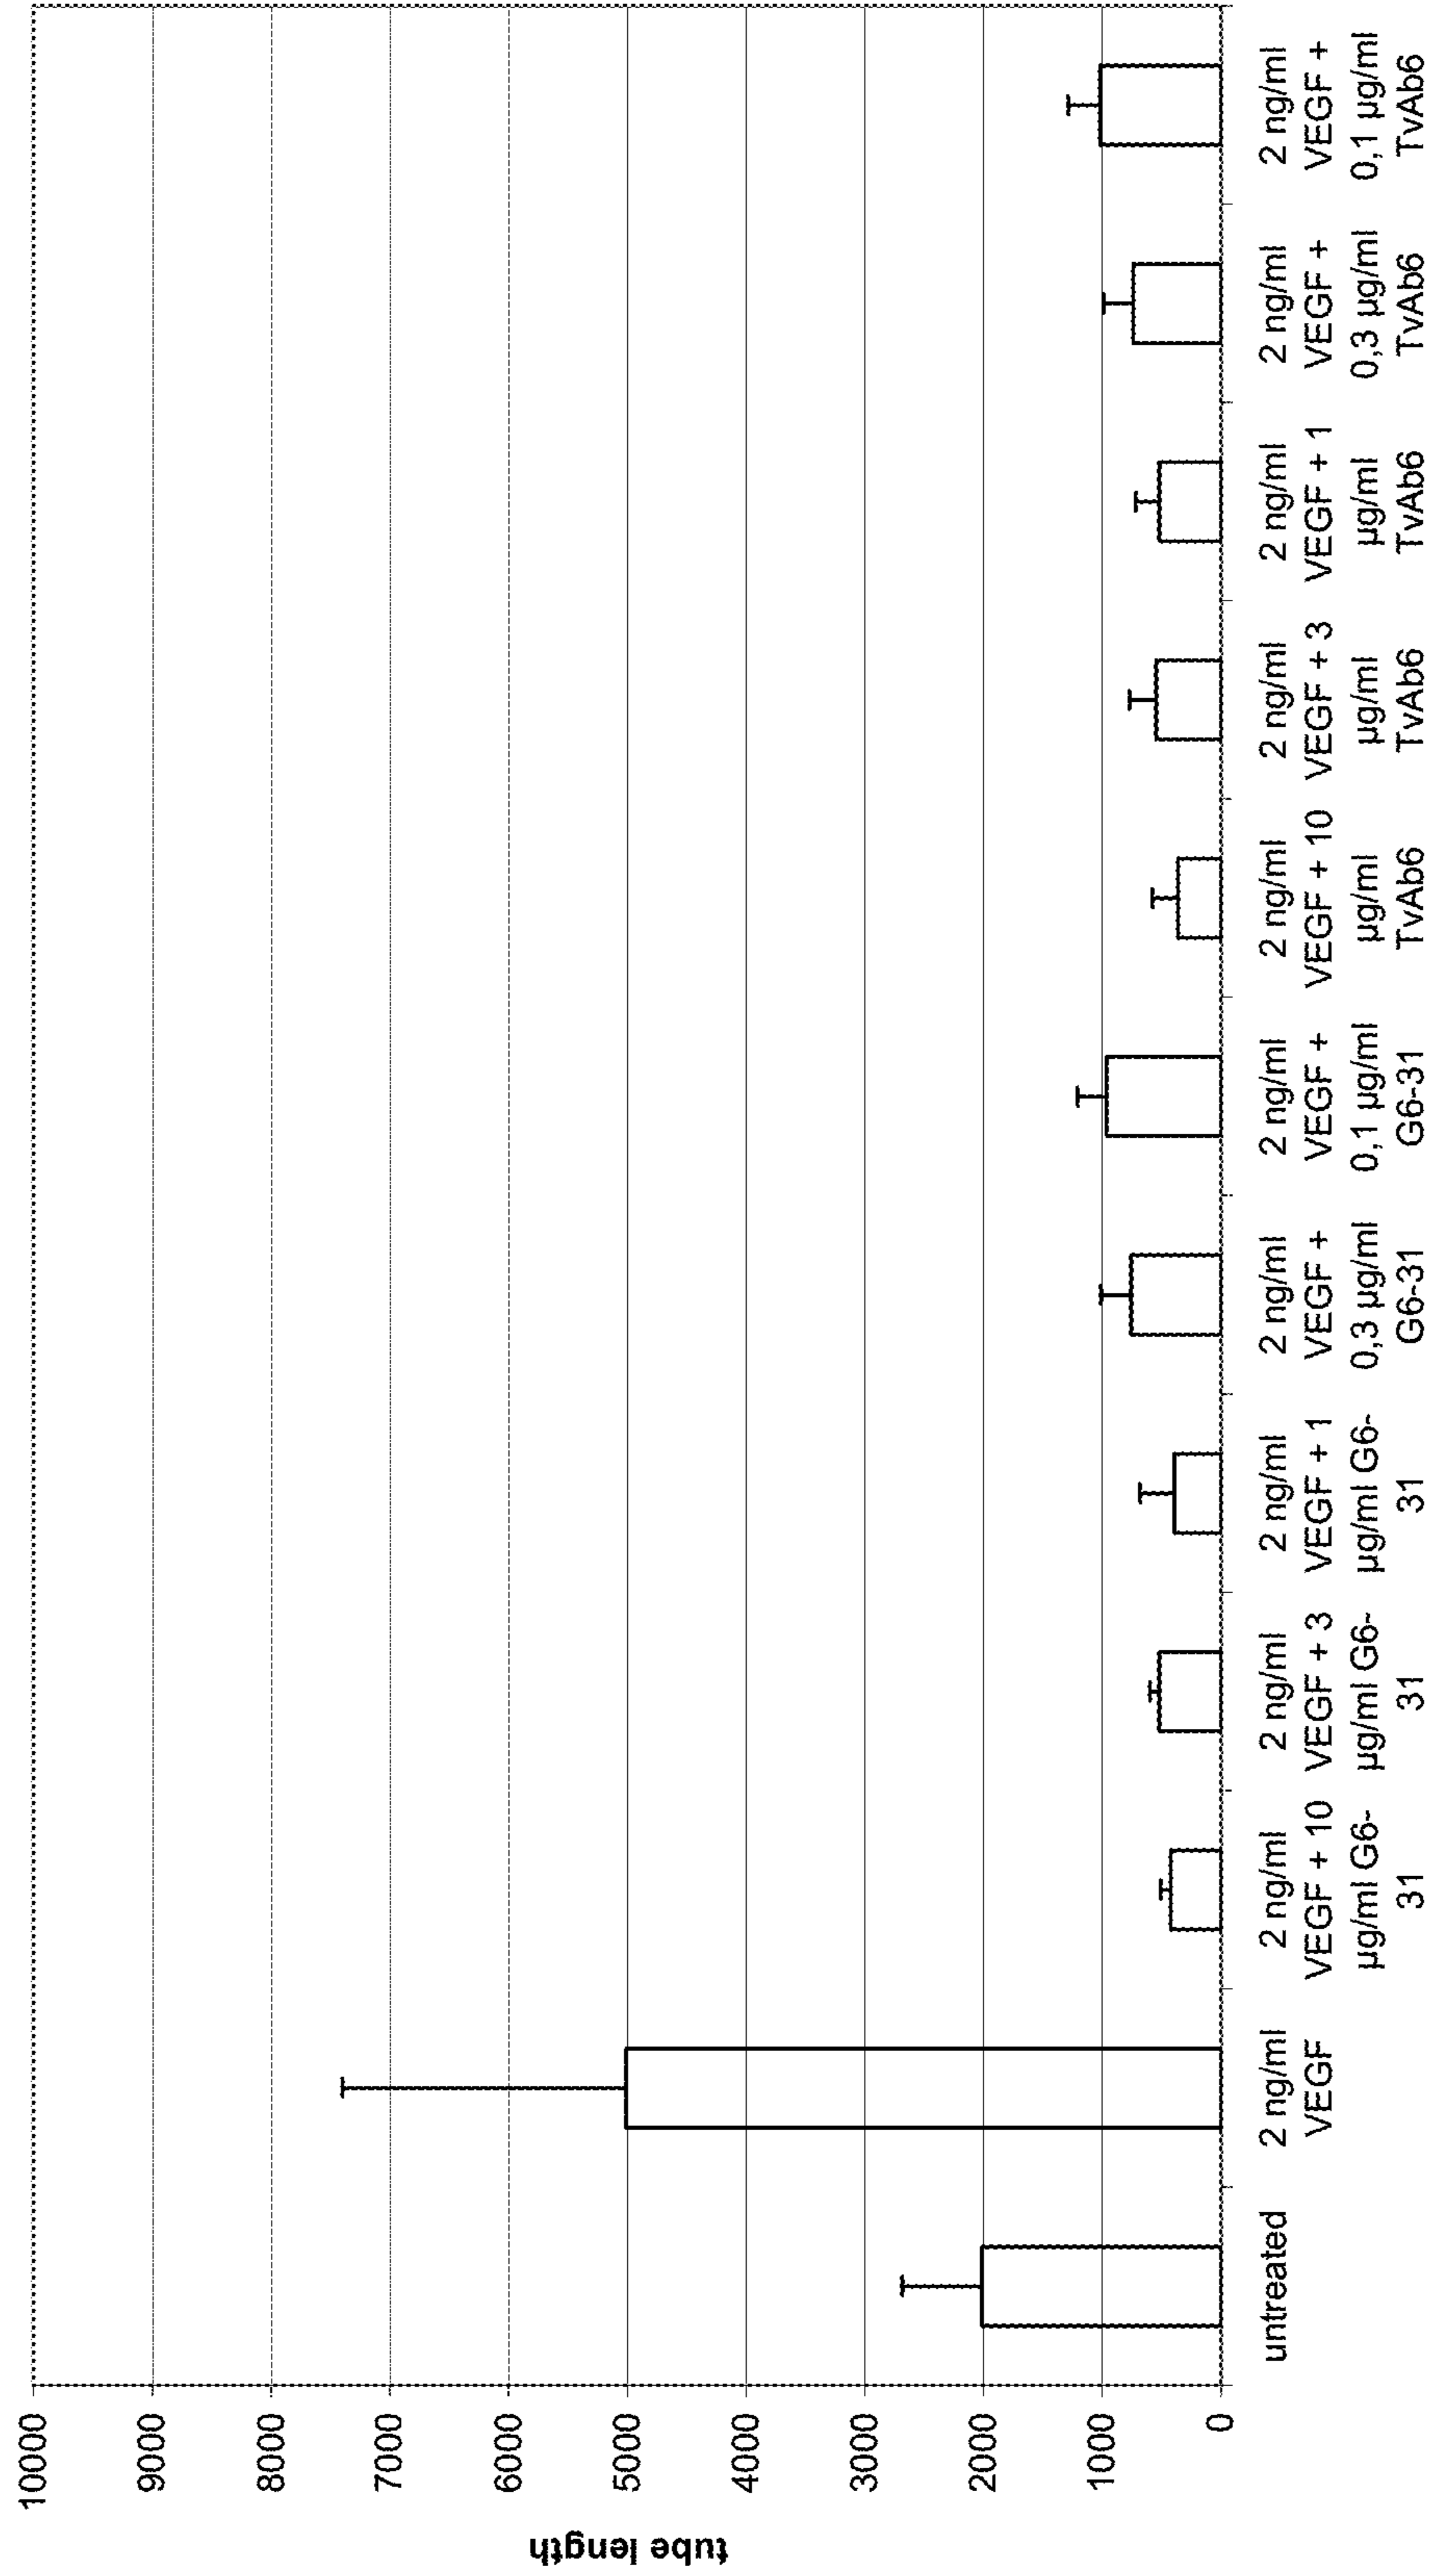 tube length
10000
9000
8000
7000
6000
5000
4000
3000
2000
1000
0
untreated
2 ng/ml
VEGF
2 ng/ml
VEGF + 10
µg/ml G6-
31
2 ng/ml
VEGF + 3
µg/ml G6-
31
2 ng/ml
VEGF + 1
µg/ml G6-
31
2 ng/ml
VEGF +
0,3 µg/ml
G6-31
2 ng/ml
VEGF +
0,1 µg/ml
G6-31
2 ng/ml
VEGF + 10
µg/ml
TvAb6
2 ng/ml
VEGF + 3
µg/ml
TvAb6
2 ng/ml
VEGF + 1
µg/ml
TvAb6
2 ng/ml
VEGF +
0,3 µg/ml
TvAb6
2 ng/ml
VEGF +
0,1 µg/ml
TvAb6